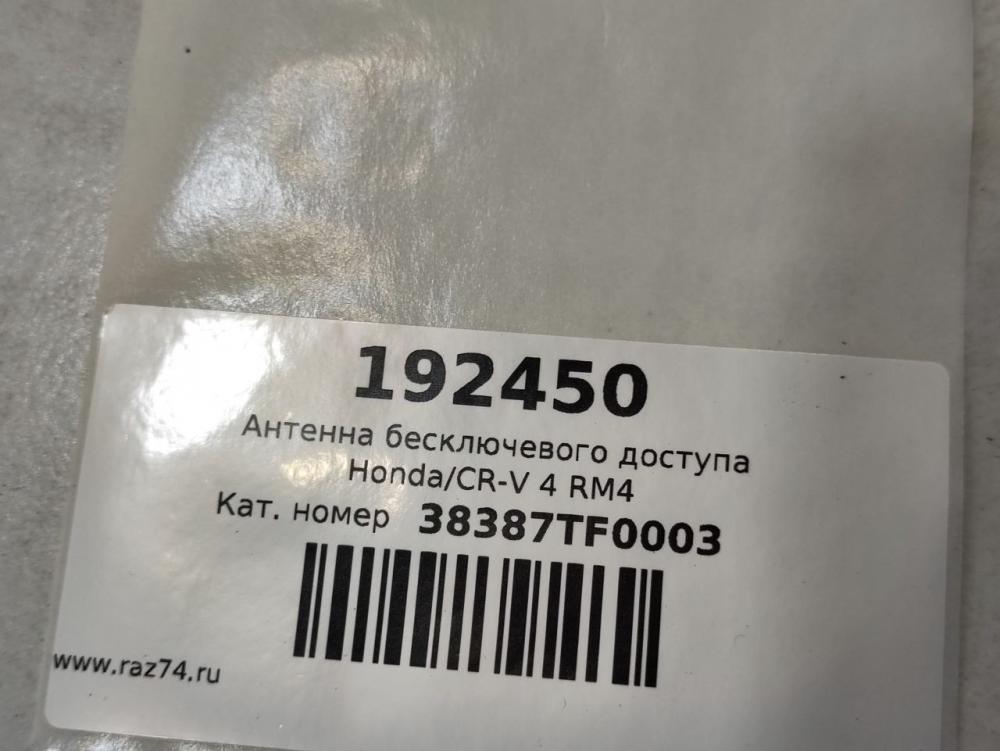 192450
Антенна бесключевого доступа
Honda/CR-V 4 RM4
Кат. номер 38387TF0003
www.raz74.ru